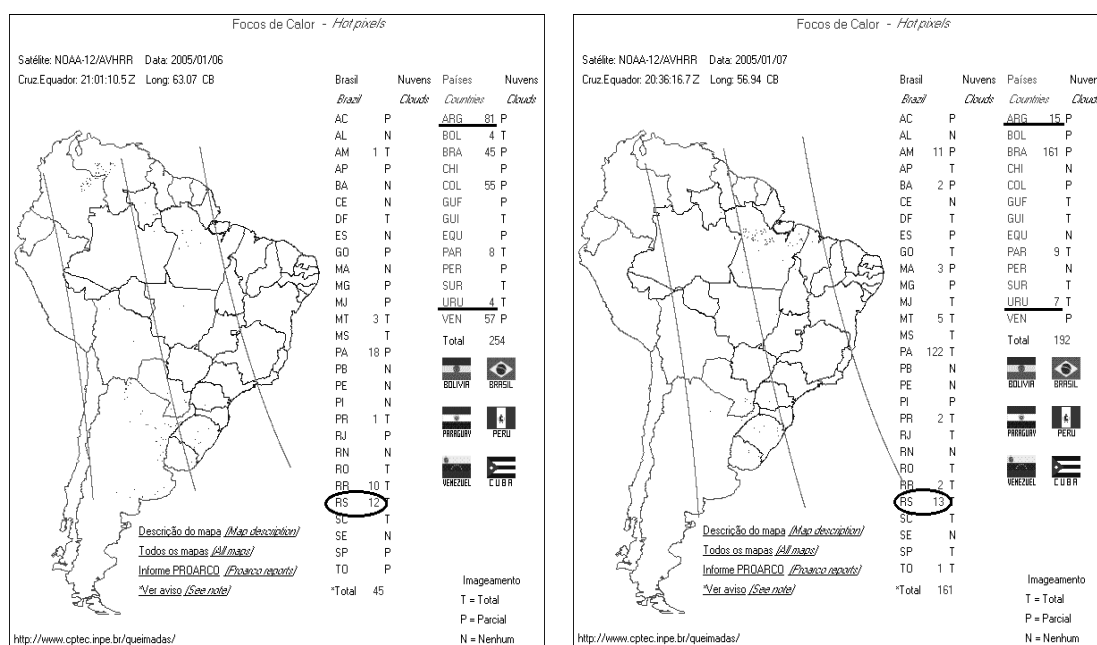 Focos de Calor - Hot pixels
Satélite: NOAA-12/AVHRR Data: 2005/01/06
Cruz.Equador: 21:01:10.5 Z Long: 63.07 CB
Brasil Nuvens Países Nuvens
Brazil Clouds Countries Clouds
AC P ARG 81 P
AL N BOL 4 T
AM 1 T BRA 45 P
AP P CHI P
BA N COL 55 P
CE N GUF P
DF T GUI T
ES N EQU P
GO P PAR 8 T
MA N PER P
MG P SUR T
MJ P URU 4 T
MT 3 T VEN 57 P
MS T Total 254
PA 18 P
PB N BOLIVIA BRASIL
PE N
PI N
PR 1 T
RJ P PARAGUAY PERU
RN N
RO T
RR 10 T VENEZUEL CUBA
RS 12 T
SC T
SE N
SP P
TO P
*Total 45
Descrição do mapa (Map description)
Todos os mapas (All maps)
Informe PROARCO (Proarco reports)
*Ver aviso (See note)
Imageamento
T = Total
P = Parcial
N = Nenhum
http://www.cptec.inpe.br/queimadas/
Focos de Calor - Hot pixels
Satélite: NOAA-12/AVHRR Data: 2005/01/07
Cruz.Equador: 20:36:16.7 Z Long: 56.94 CB
Brasil Nuvens Países Nuven
Brazil Clouds Countries Cloud
AC P ARG 15 P
AL N BOL P
AM 11 P BRA 161 P
AP T CHI N
BA 2 P COL P
CE N GUF T
DF T GUI T
ES P EQU N
GO T PAR 9 T
MA 3 P PER N
MG T SUR T
MJ T URU 7 T
MT 5 T VEN P
MS T Total 192
PA 122 T
PB N BOLIVIA BRASIL
PE N
PI P
PR 2 T
RJ T PARAGUAY PERU
RN N
RO T
RR 2 T VENEZUEL CUBA
RS 13 T
SC T
SE N
SP T
TO 1 T
*Total 161
Descrição do mapa (Map description)
Todos os mapas (All maps)
Informe PROARCO (Proarco reports)
*Ver aviso (See note)
Imageamento
T = Total
P = Parcial
N = Nenhum
http://www.cptec.inpe.br/queimadas/